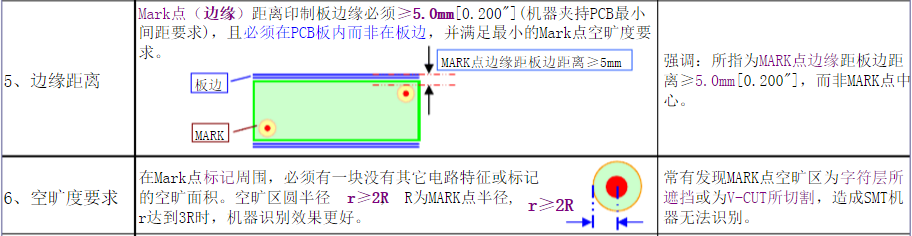 5、边缘距离
Mark点（边缘）距离印制板边缘必须≥5.0mm[0.200"](机器夹持PCB最小
间距要求)，且必须在PCB板内而非在板边，并满足最小的Mark点空旷度要
求。
MARK点边缘距板边距离≥5mm
板边
MARK
强调：所指为MARK点边缘距板边距
离≥5.0mm[0.200"]，而非MARK点中
心。
6、空旷度要求
在Mark点标记周围，必须有一块没有其它电路特征或标记
的空旷面积。空旷区圆半径 r≥2R R为MARK点半径,
r达到3R时，机器识别效果更好。
r≥2R
常有发现MARK点空旷区为字符层所
遮挡或为V-CUT所切割，造成SMT机
器无法识别。